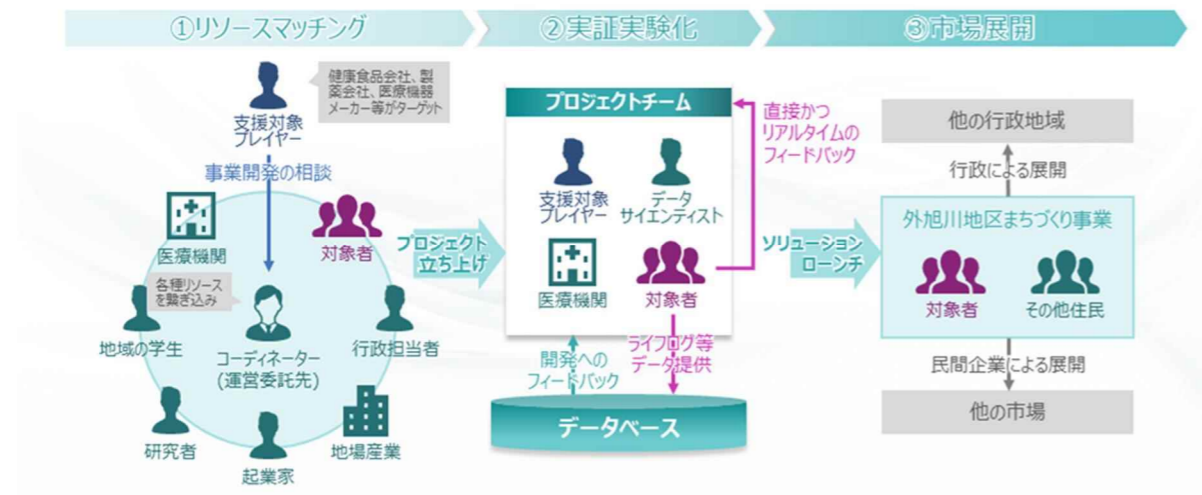 ①リソースマッチング
②実証実験化
③市場展開
健康食品会社、製
薬会社、医療機器
メーカー等がターゲット
支援対象
プレイヤー
事業開発の相談
医療機関
対象者
各種リソース
を繋ぎ込み
地域の学生
コーディネーター
(運営委託先)
行政担当者
研究者
起業家
地場産業
プロジェクト
立ち上げ
プロジェクトチーム
支援対象
プレイヤー
データ
サイエンティスト
医療機関
対象者
直接かつ
リアルタイムの
フィードバック
開発への
フィードバック
ライフログ等
データ提供
データベース
ソリューション
ローンチ
他の行政地域
行政による展開
外旭川地区まちづくり事業
対象者
その他住民
民間企業による展開
他の市場